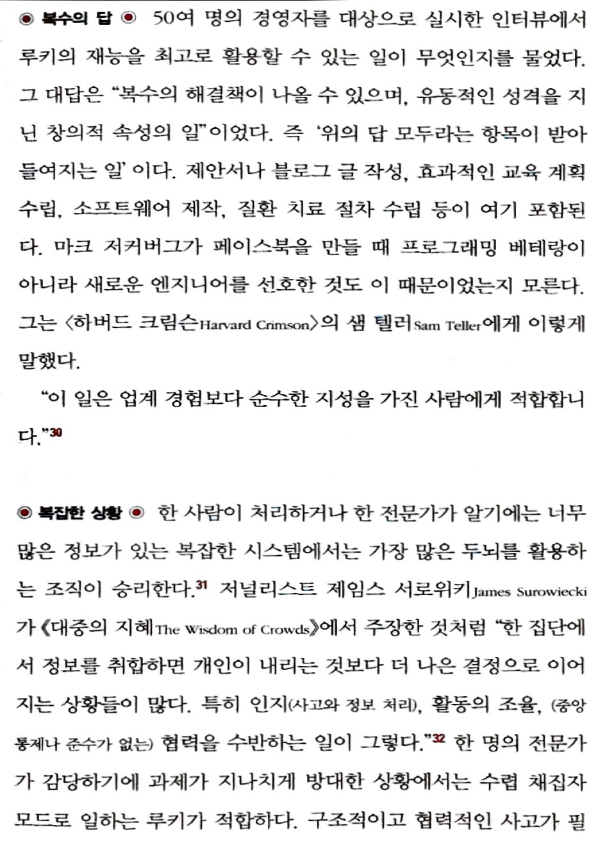 ◉ 복수의 답 ◉ 50여 명의 경영자를 대상으로 실시한 인터뷰에서
루키의 재능을 최고로 활용할 수 있는 일이 무엇인지를 물었다.
그 대답은 “복수의 해결책이 나올 수 있으며, 유동적인 성격을 지
닌 창의적 속성의 일”이었다. 즉 ‘위의 답 모두라는 항목이 받아
들여지는 일’이다. 제안서나 블로그 글 작성, 효과적인 교육 계획
수립, 소프트웨어 제작, 질환 치료 절차 수립 등이 여기 포함된
다. 마크 저커버그가 페이스북을 만들 때 프로그래밍 베테랑이
아니라 새로운 엔지니어를 선호한 것도 이 때문이었는지 모른다.
그는 〈하버드 크림슨Harvard Crimson〉의 샘 텔러Sam Teller에게 이렇게
말했다.
“이 일은 업계 경험보다 순수한 지성을 가진 사람에게 적합합니
다.”30
◉ 복잡한 상황 ◉ 한 사람이 처리하거나 한 전문가가 알기에는 너무
많은 정보가 있는 복잡한 시스템에서는 가장 많은 두뇌를 활용하
는 조직이 승리한다.31 저널리스트 제임스 서로위키James Surowiecki
가 《대중의 지혜The Wisdom of Crowds》에서 주장한 것처럼 “한 집단에
서 정보를 취합하면 개인이 내리는 것보다 더 나은 결정으로 이어
지는 상황들이 많다. 특히 인지(사고와 정보 처리), 활동의 조율, (중앙
통제나 준수가 없는) 협력을 수반하는 일이 그렇다.”32 한 명의 전문가
가 감당하기에 과제가 지나치게 방대한 상황에서는 수렵 채집자
모드로 일하는 루키가 적합하다. 구조적이고 협력적인 사고가 필